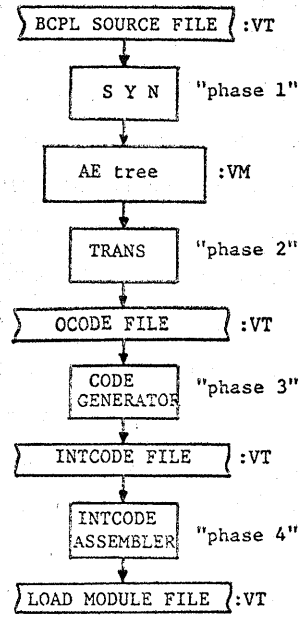 BCPL SOURCE FILE :VT
S Y N "phase 1"
AE tree :VM
TRANS "phase 2"
OCODE FILE :VT
CODE
GENERATOR "phase 3"
INTCODE FILE :VT
INTCODE
ASSEMBLER "phase 4"
LOAD MODULE FILE :VT